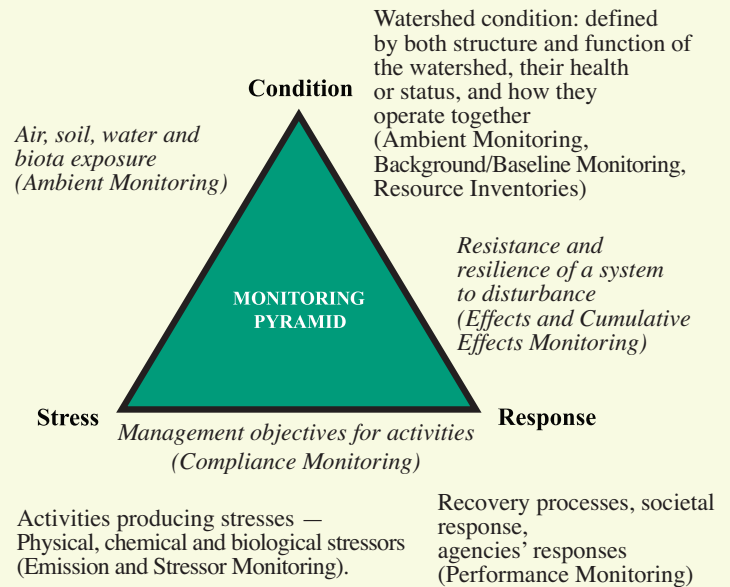 Watershed condition: defined
by both structure and function of
the watershed, their health
or status, and how they
operate together
(Ambient Monitoring,
Background/Baseline Monitoring,
Resource Inventories)
Condition
Air, soil, water and
biota exposure
(Ambient Monitoring)
Resistance and
resilience of a system
to disturbance
(Effects and Cumulative
Effects Monitoring)
MONITORING
PYRAMID
Stress
Response
Management objectives for activities
(Compliance Monitoring)
Activities producing stresses —
Physical, chemical and biological stressors
(Emission and Stressor Monitoring).
Recovery processes, societal
response,
agencies’ responses
(Performance Monitoring)